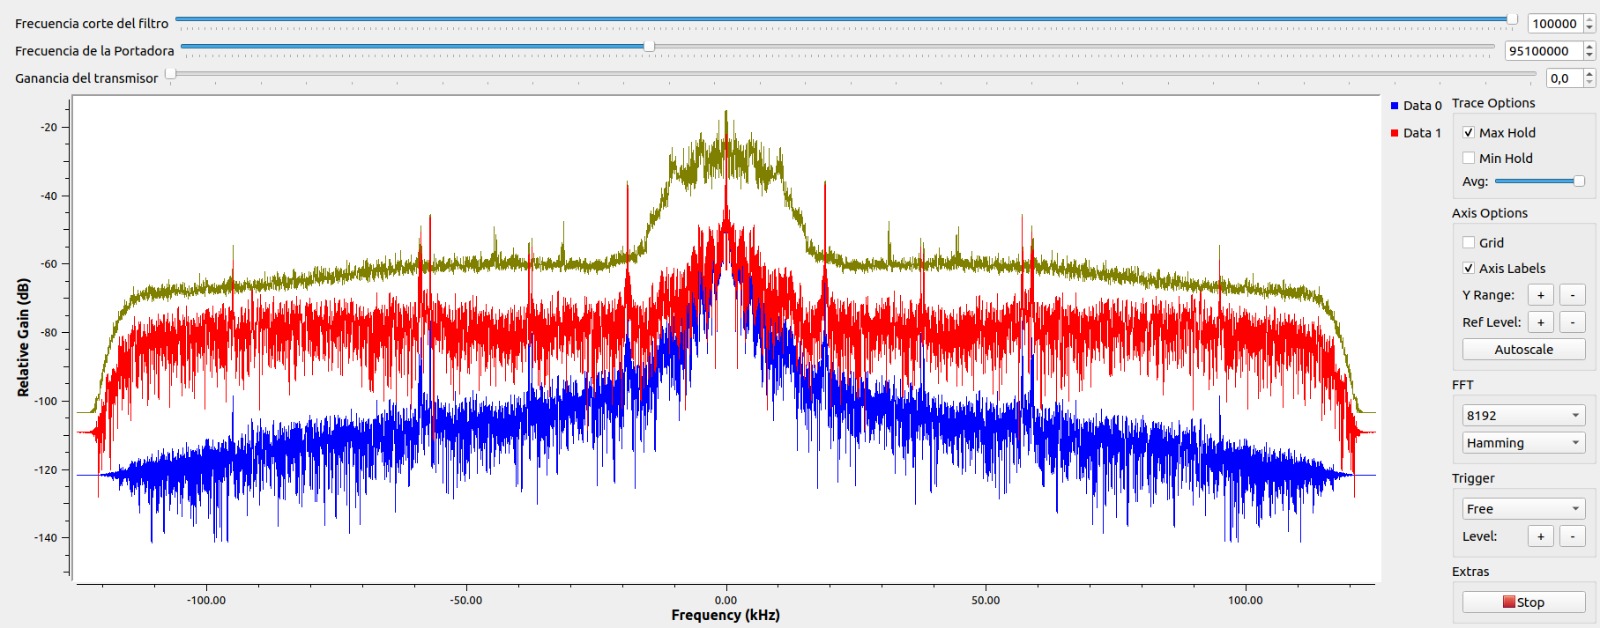 Frecuencia corte del filtro 100000
Frecuencia de la Portadora 95100000
Ganancia del transmisor 0,0
Data 0
Data 1
Trace Options
Max Hold
Min Hold
Avg:
Axis Options
Grid
Axis Labels
Y Range: + -
Ref Level: + -
Autoscale
FFT
8192
Hamming
Trigger
Free
Level: + -
Extras
Stop
Relative Gain (dB)
-20
-40
-60
-80
-100
-120
-140
-100.00 -50.00 0.00 50.00 100.00
Frequency (kHz)